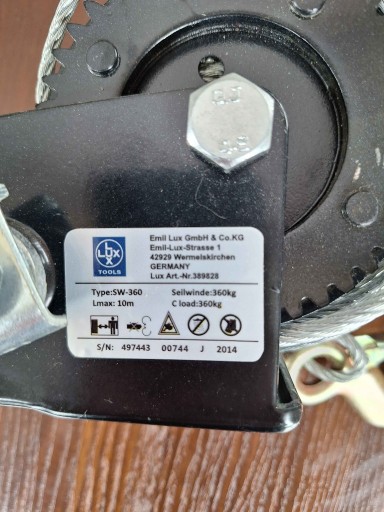 LUX
TOOLS
Emil Lux GmbH & Co.KG
Emil-Lux-Strasse 1
42929 Wermelskirchen
GERMANY
Lux Art.-Nr.389828
Type:SW-360
Seilwinde:360kg
Lmax: 10m
C load:360kg
S/N: 497443 00744 J 2014